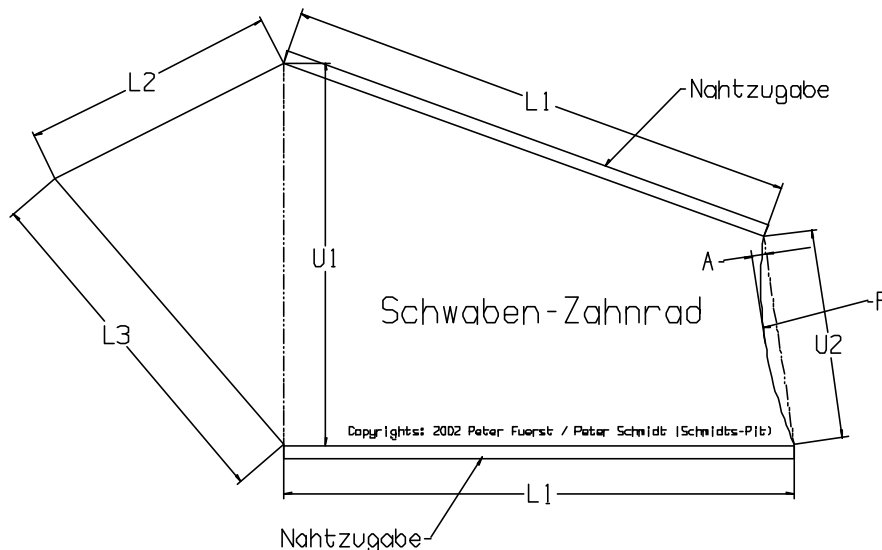 L2
L1
Nahtzugabe
U1
A
Schwaben-Zahnrad
L3
U2
Copyrights: 2002 Peter Fuerst / Peter Schmidt (Schmidts-Pit)
L1
Nahtzugabe